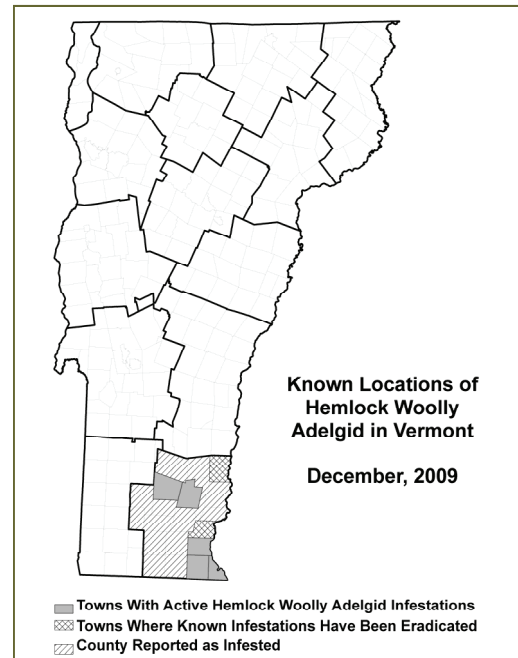 Known Locations of
Hemlock Woolly
Adelgid in Vermont
December, 2009
Towns With Active Hemlock Woolly Adelgid Infestations
Towns Where Known Infestations Have Been Eradicated
County Reported as Infested